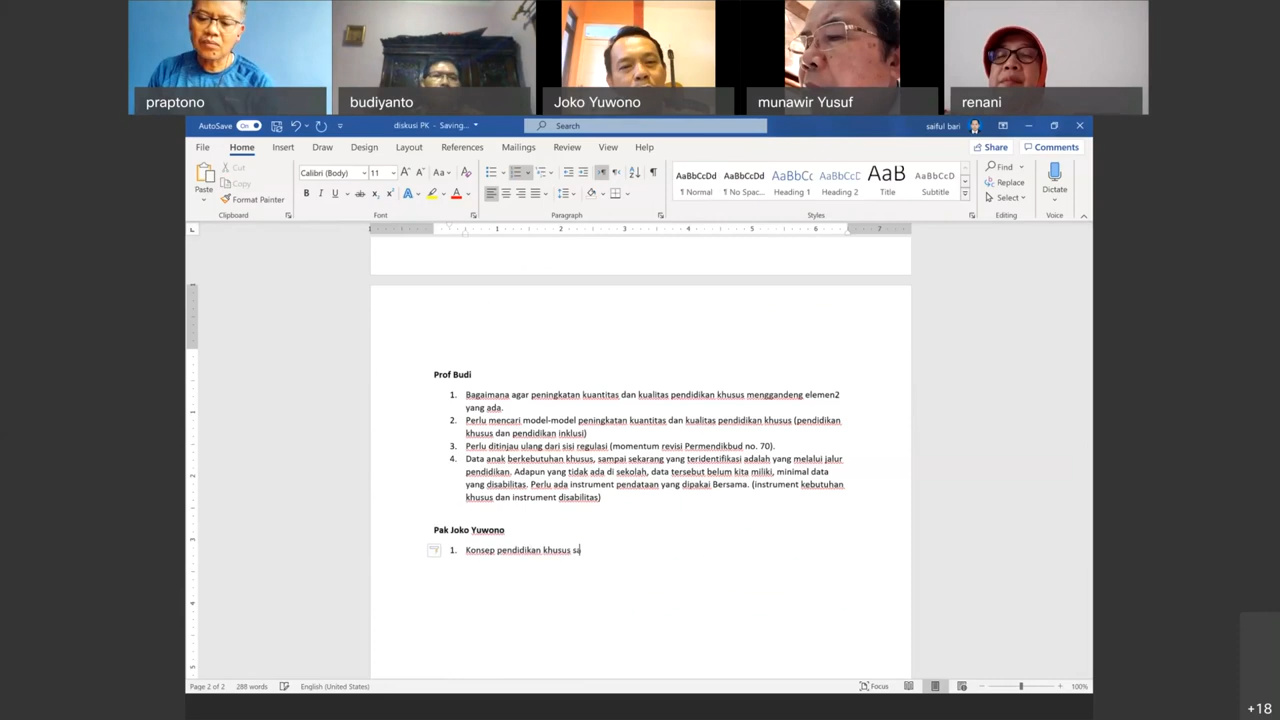 praptono
budiyanto
Joko Yuwono
munawir Yusuf
renani
AutoSave On
diskusi PK - Saving...
Search
saiful bari
File Home Insert Draw Design Layout References Mailings Review View Help
Share Comments
Paste
Cut
Copy
Format Painter
Clipboard
Calibri (Body) 11
Font
Paragraph
AaBbCcDd AaBbCcDd AaBbCc AaBbCcD AaB AaBbCcD
¶ Normal ¶ No Spac... Heading 1 Heading 2 Title Subtitle
Styles
Find
Replace
Select
Editing
Dictate
Voice
Prof Budi
1. Bagaimana agar peningkatan kuantitas dan kualitas pendidikan khusus menggandeng elemen2
yang ada.
2. Perlu mencari model-model peningkatan kuantitas dan kualitas pendidikan khusus (pendidikan
khusus dan pendidikan inklusi)
3. Perlu ditinjau ulang dari sisi regulasi (momentum revisi Permendikbud no. 70).
4. Data anak berkebutuhan khusus, sampai sekarang yang teridentifikasi adalah yang melalui jalur
pendidikan. Adapun yang tidak ada di sekolah, data tersebut belum kita miliki, minimal data
yang disabilitas. Perlu ada instrument pendataan yang dipakai Bersama. (instrument kebutuhan
khusus dan instrument disabilitas)
Pak Joko Yuwono
1. Konsep pendidikan khusus sa
Page 2 of 2
288 words
English (United States)
Focus
100%
+18